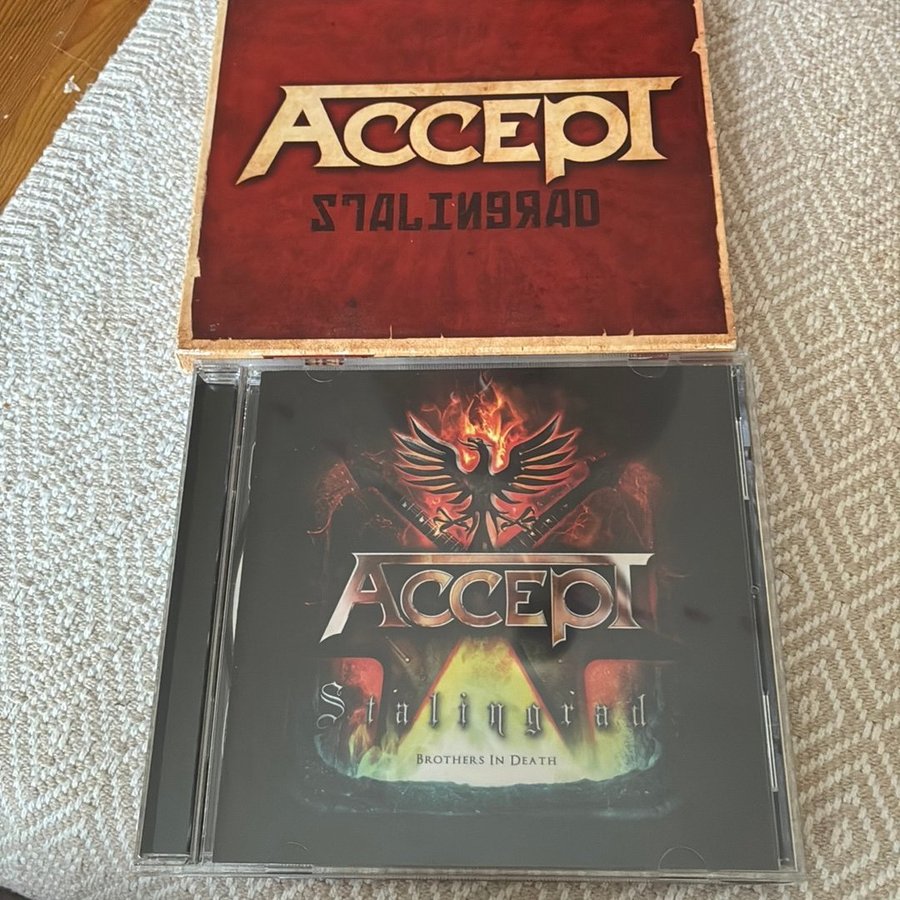 ACCEPT
STALINGRAD
ACCEPT
Stalingrad
BROTHERS IN DEATH